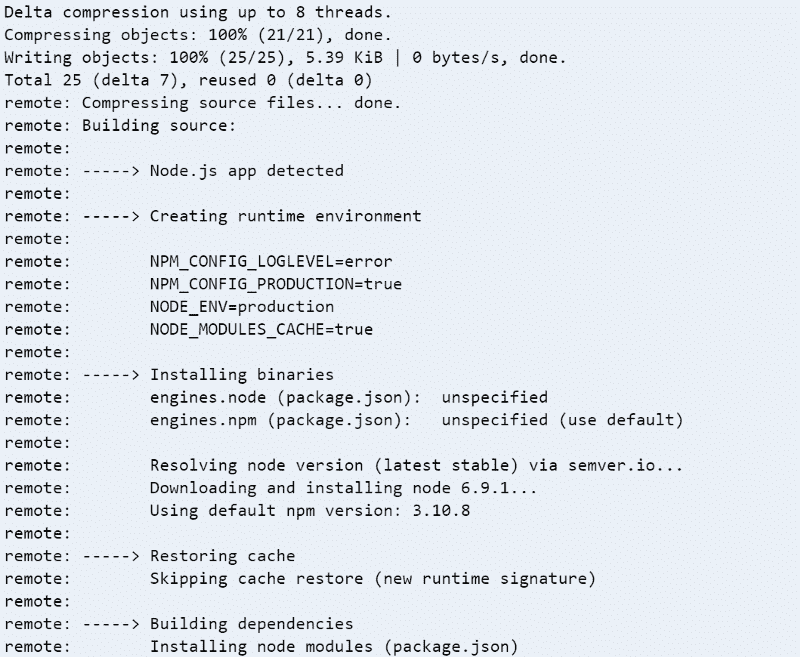 Delta compression using up to 8 threads.
Compressing objects: 100% (21/21), done.
Writing objects: 100% (25/25), 5.39 KiB | 0 bytes/s, done.
Total 25 (delta 7), reused 0 (delta 0)
remote: Compressing source files... done.
remote: Building source:
remote:
remote: -----> Node.js app detected
remote:
remote: -----> Creating runtime environment
remote:
remote:        NPM_CONFIG_LOGLEVEL=error
remote:        NPM_CONFIG_PRODUCTION=true
remote:        NODE_ENV=production
remote:        NODE_MODULES_CACHE=true
remote:
remote: -----> Installing binaries
remote:        engines.node (package.json):  unspecified
remote:        engines.npm (package.json):   unspecified (use default)
remote:
remote:        Resolving node version (latest stable) via semver.io...
remote:        Downloading and installing node 6.9.1...
remote:        Using default npm version: 3.10.8
remote:
remote: -----> Restoring cache
remote:        Skipping cache restore (new runtime signature)
remote:
remote: -----> Building dependencies
remote:        Installing node modules (package.json)